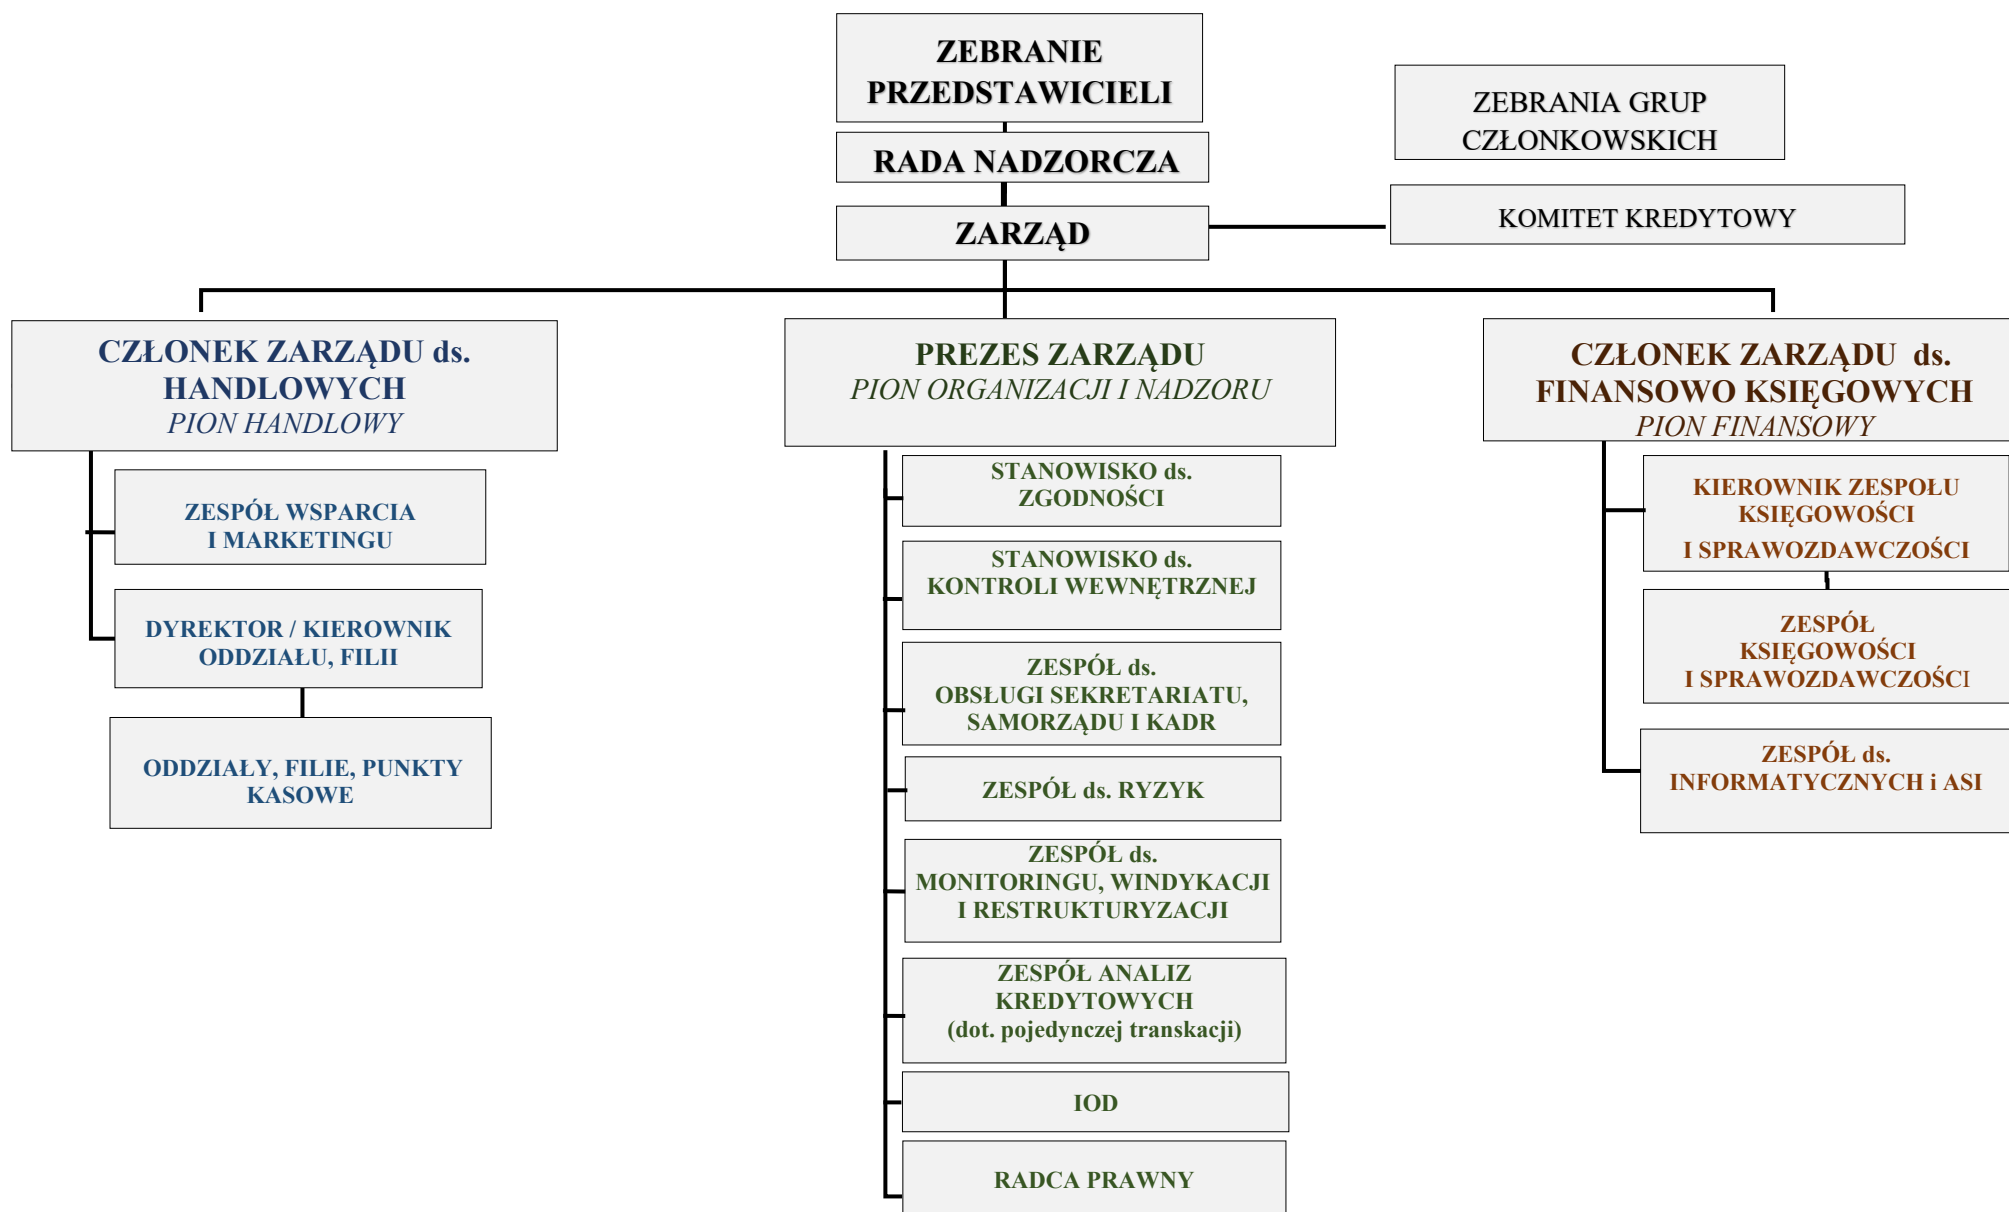 ZEBRANIE
PRZEDSTAWICIELI
ZEBRANIA GRUP
CZŁONKOWSKICH
RADA NADZORCZA
KOMITET KREDYTOWY
ZARZĄD
CZŁONEK ZARZĄDU ds.
HANDLOWYCH
PION HANDLOWY
PREZES ZARZĄDU
PION ORGANIZACJI I NADZORU
CZŁONEK ZARZĄDU ds.
FINANSOWO KSIĘGOWYCH
PION FINANSOWY
ZESPÓŁ WSPARCIA
I MARKETINGU
DYREKTOR / KIEROWNIK
ODDZIAŁU, FILII
ODDZIAŁY, FILIE, PUNKTY
KASOWE
STANOWISKO ds.
ZGODNOŚCI
STANOWISKO ds.
KONTROLI WEWNĘTRZNEJ
ZESPÓŁ ds.
OBSŁUGI SEKRETARIATU,
SAMORZĄDU I KADR
ZESPÓŁ ds. RYZYK
ZESPÓŁ ds.
MONITORINGU, WINDYKACJI
I RESTRUKTURYZACJI
ZESPÓŁ ANALIZ
KREDYTOWYCH
(dot. pojedynczej transkacji)
IOD
RADCA PRAWNY
KIEROWNIK ZESPOŁU
KSIĘGOWOŚCI
I SPRAWOZDAWCZOŚCI
ZESPÓŁ
KSIĘGOWOŚCI
I SPRAWOZDAWCZOŚCI
ZESPÓŁ ds.
INFORMATYCZNYCH i ASI